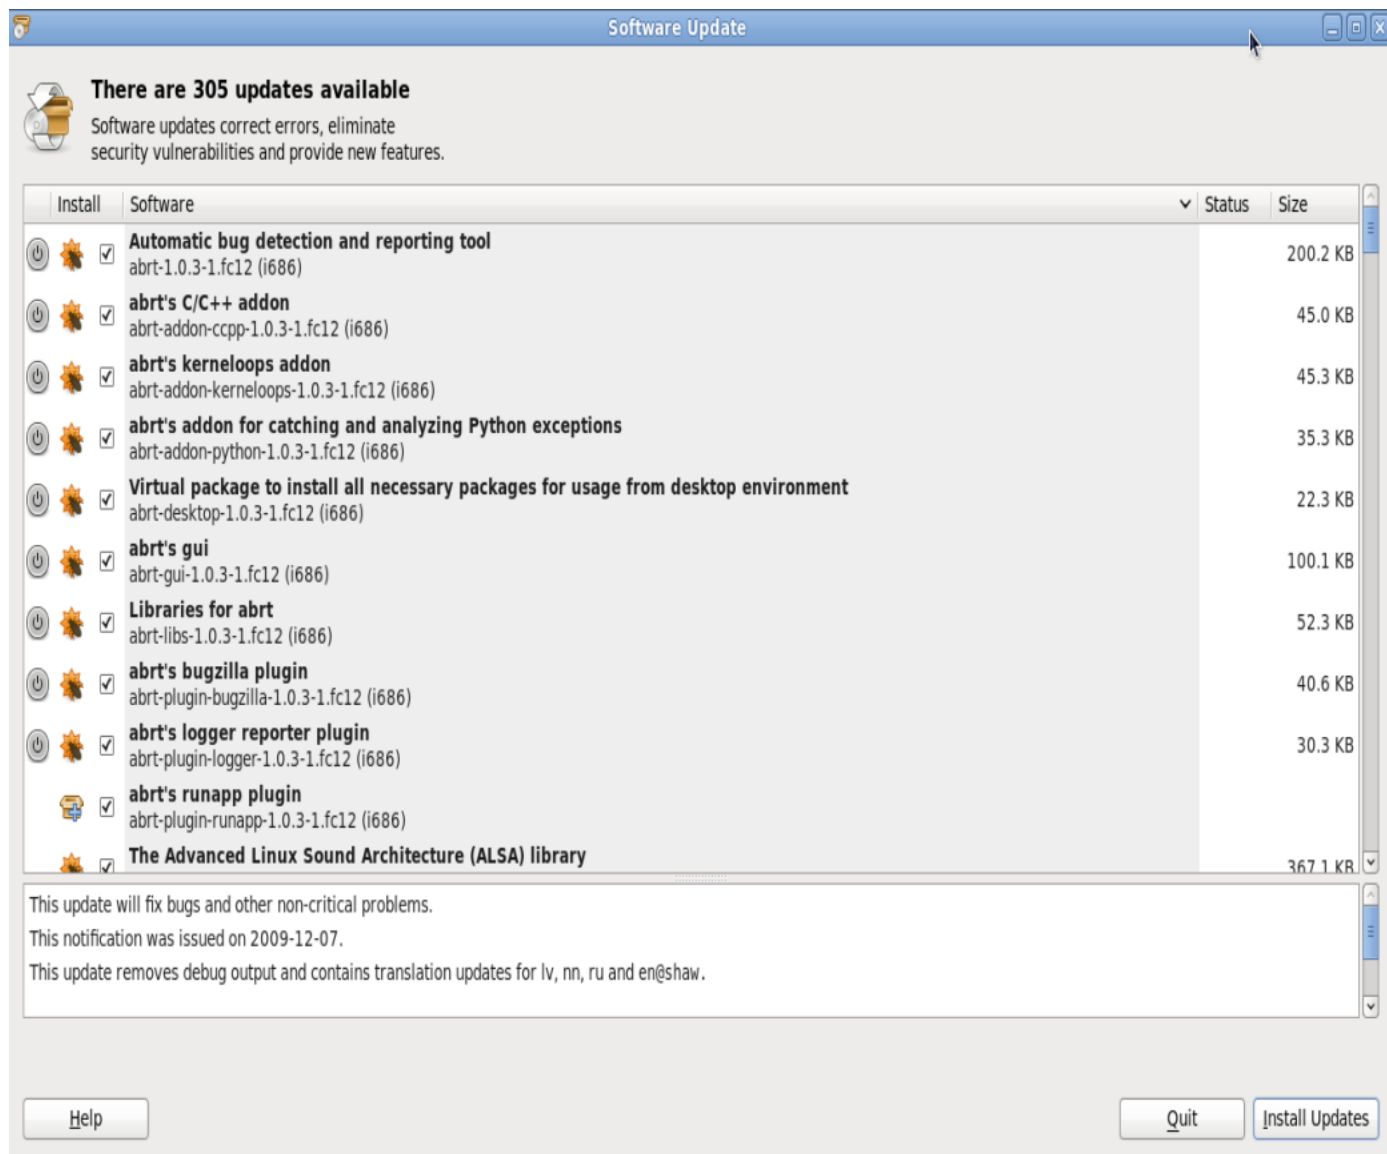 Software Update
There are 305 updates available
Software updates correct errors, eliminate
security vulnerabilities and provide new features.
Install Software Status Size
Automatic bug detection and reporting tool
abrt-1.0.3-1.fc12 (i686)
200.2 KB
abrt's C/C++ addon
abrt-addon-ccpp-1.0.3-1.fc12 (i686)
45.0 KB
abrt's kerneloops addon
abrt-addon-kerneloops-1.0.3-1.fc12 (i686)
45.3 KB
abrt's addon for catching and analyzing Python exceptions
abrt-addon-python-1.0.3-1.fc12 (i686)
35.3 KB
Virtual package to install all necessary packages for usage from desktop environment
abrt-desktop-1.0.3-1.fc12 (i686)
22.3 KB
abrt's gui
abrt-gui-1.0.3-1.fc12 (i686)
100.1 KB
Libraries for abrt
abrt-libs-1.0.3-1.fc12 (i686)
52.3 KB
abrt's bugzilla plugin
abrt-plugin-bugzilla-1.0.3-1.fc12 (i686)
40.6 KB
abrt's logger reporter plugin
abrt-plugin-logger-1.0.3-1.fc12 (i686)
30.3 KB
abrt's runapp plugin
abrt-plugin-runapp-1.0.3-1.fc12 (i686)
The Advanced Linux Sound Architecture (ALSA) library
367.1 KB
This update will fix bugs and other non-critical problems.
This notification was issued on 2009-12-07.
This update removes debug output and contains translation updates for lv, nn, ru and en@shaw.
Help Quit Install Updates